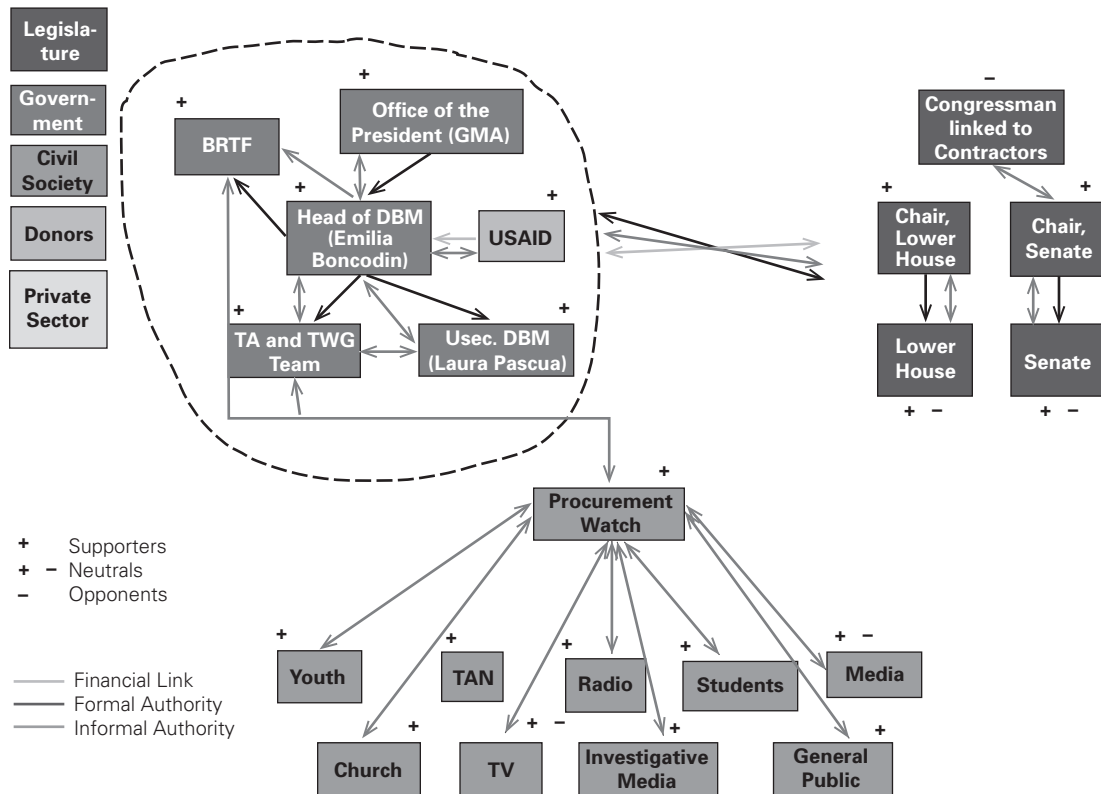 Legisla-
ture
Govern-
ment
Civil
Society
Donors
Private
Sector
+
BRTF
+
Office of the
President (GMA)
+
Head of DBM
(Emilia
Boncodin)
+
USAID
+
TA and TWG
Team
+
Usec. DBM
(Laura Pascua)
–
Congressman
linked to
Contractors
+
Chair,
Lower
House
+
Chair,
Senate
Lower
House
+ –
Senate
+ –
+
Procurement
Watch
+ Supporters
+ – Neutrals
– Opponents
Financial Link
Formal Authority
Informal Authority
+
Youth
+
TAN
+
Radio
+
Students
+ –
Media
+
Church
+ –
TV
+
Investigative
Media
+
General
Public